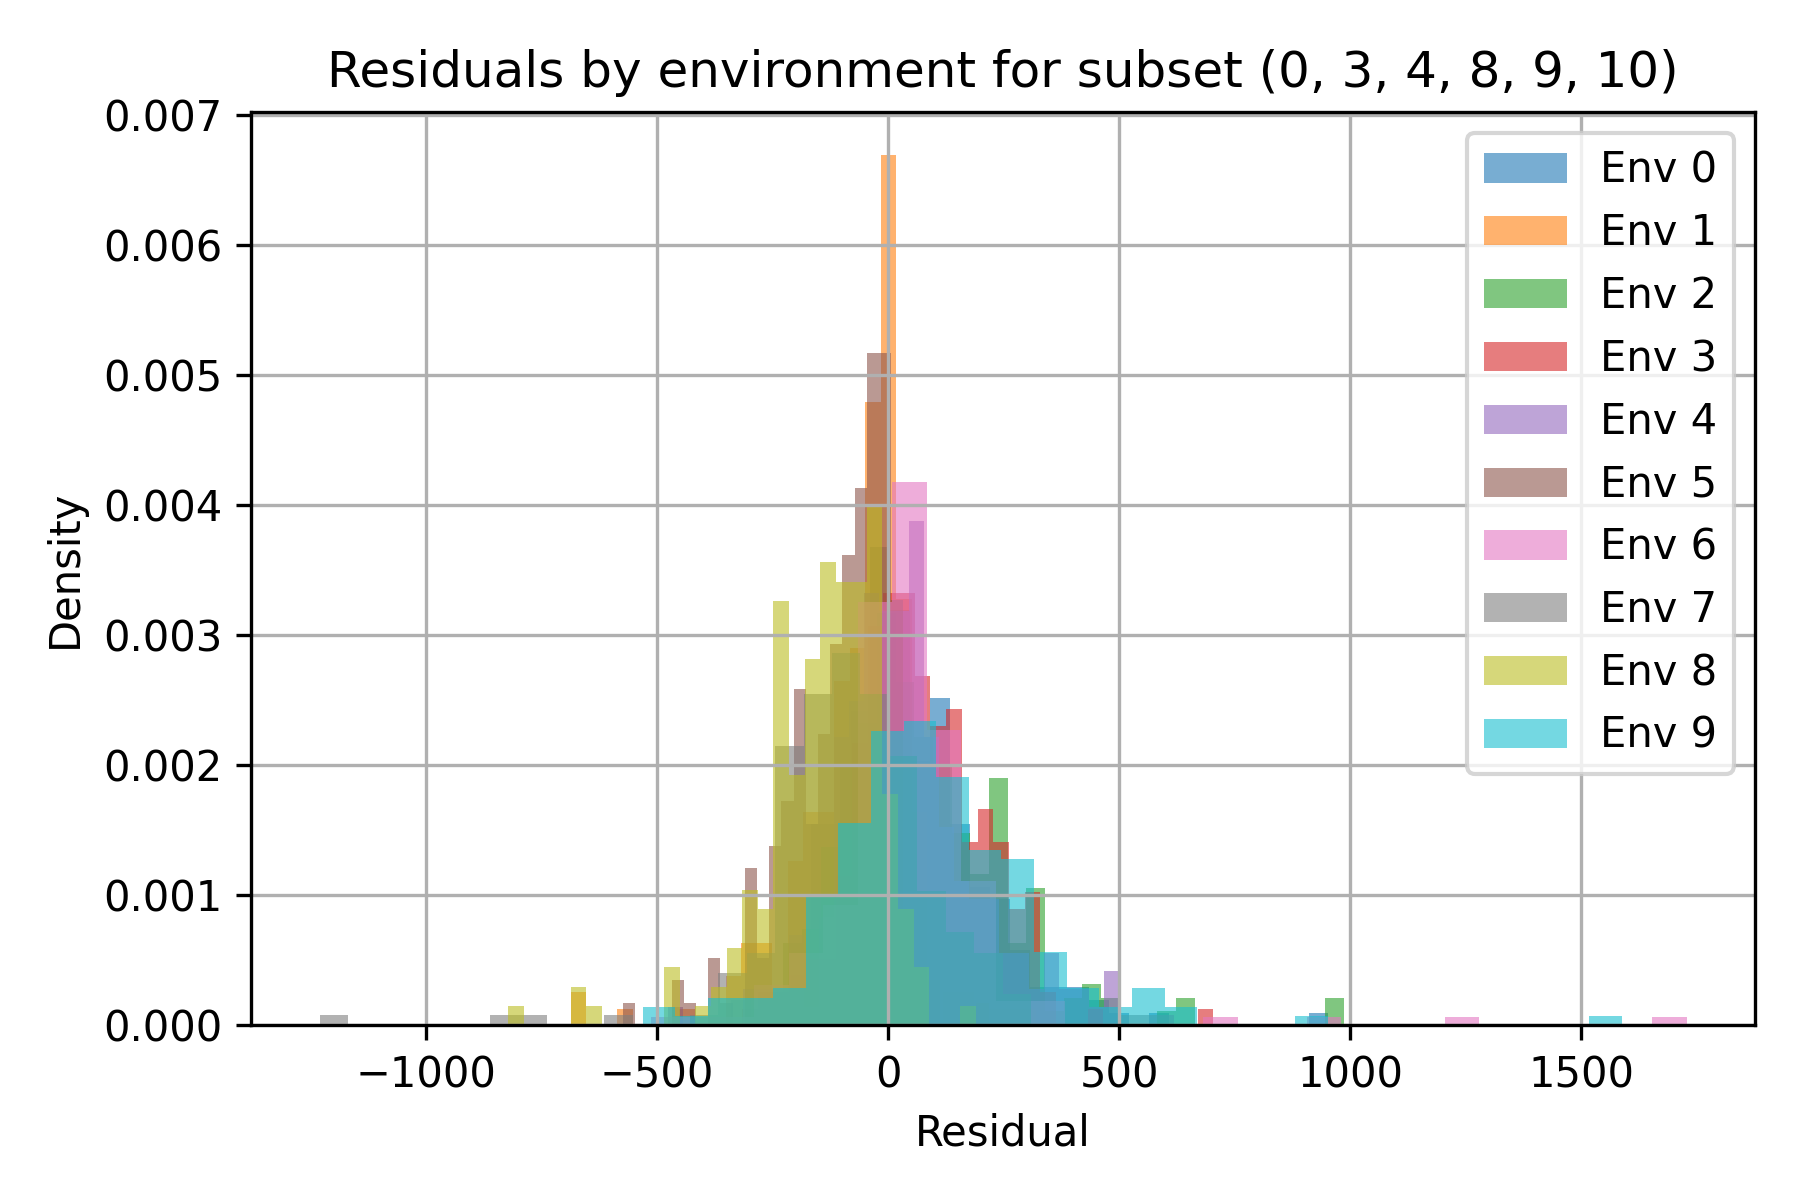 Residuals by environment for subset (0, 3, 4, 8, 9, 10)
0.007
0.006
0.005
0.004
0.003
0.002
0.001
0.000
Density
Env 0
Env 1
Env 2
Env 3
Env 4
Env 5
Env 6
Env 7
Env 8
Env 9
−1000 −500 0 500 1000 1500
Residual